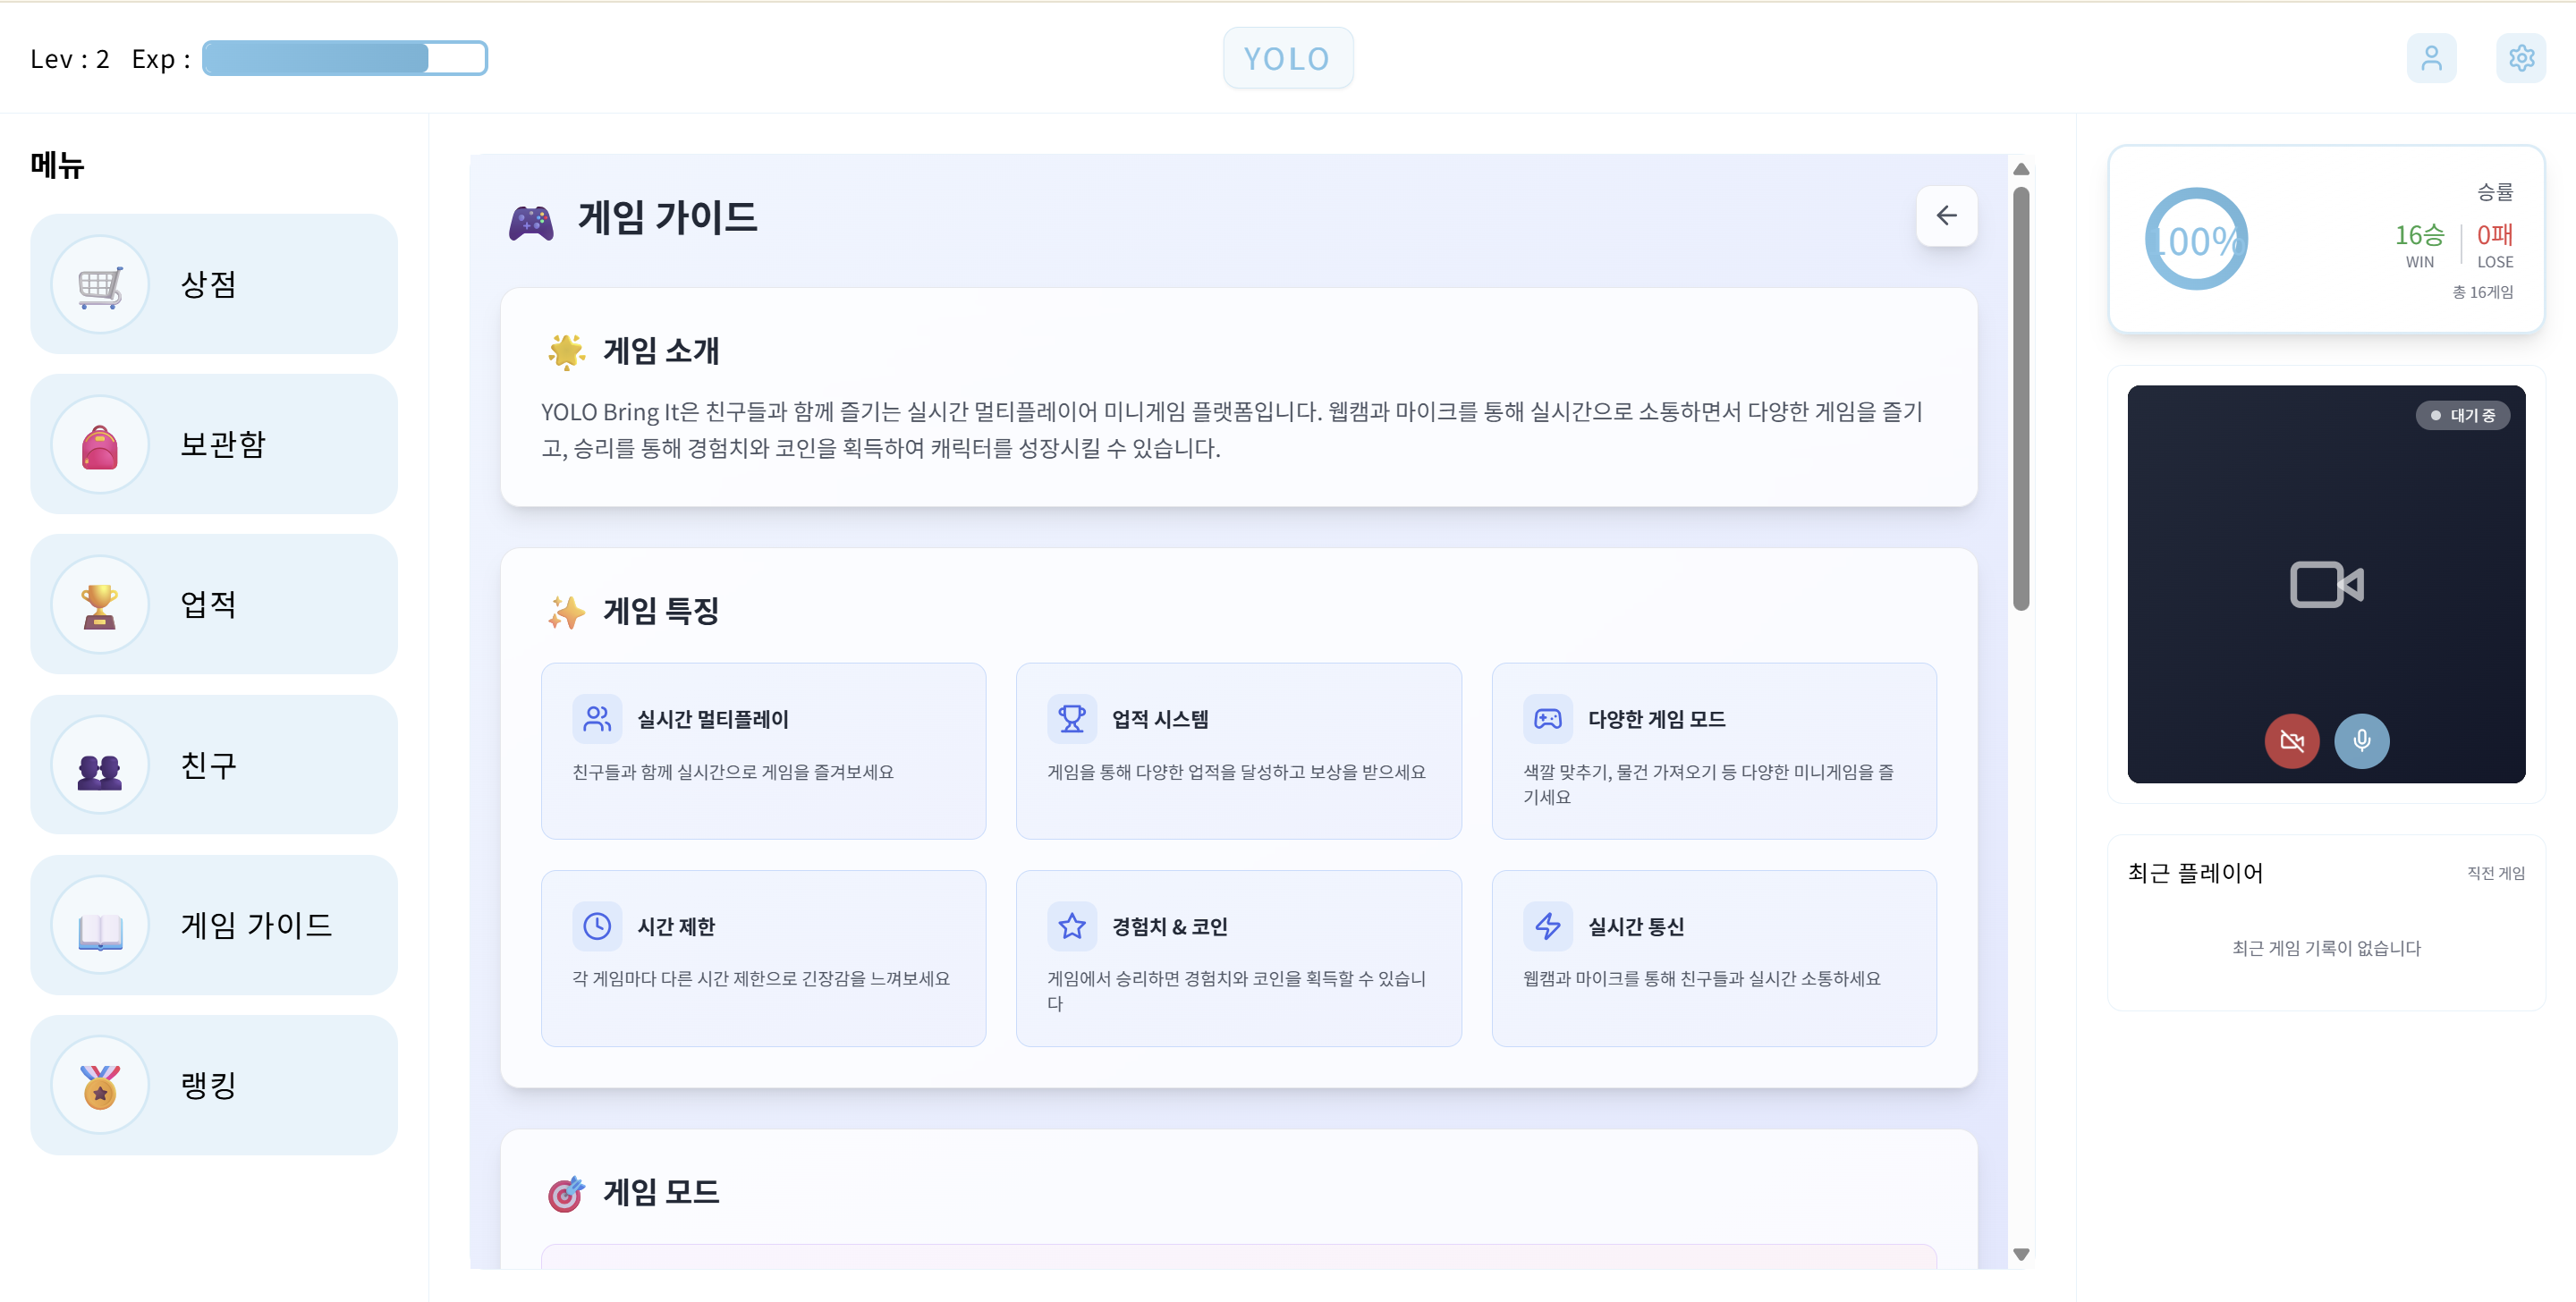 Lev : 2 Exp :
YOLO
메뉴
상점
보관함
업적
친구
게임 가이드
랭킹
게임 가이드
게임 소개
YOLO Bring It은 친구들과 함께 즐기는 실시간 멀티플레이어 미니게임 플랫폼입니다. 웹캠과 마이크를 통해 실시간으로 소통하면서 다양한 게임을 즐기
고, 승리를 통해 경험치와 코인을 획득하여 캐릭터를 성장시킬 수 있습니다.
게임 특징
실시간 멀티플레이
친구들과 함께 실시간으로 게임을 즐겨보세요
업적 시스템
게임을 통해 다양한 업적을 달성하고 보상을 받으세요
다양한 게임 모드
색깔 맞추기, 물건 가져오기 등 다양한 미니게임을 즐
기세요
시간 제한
각 게임마다 다른 시간 제한으로 긴장감을 느껴보세요
경험치 & 코인
게임에서 승리하면 경험치와 코인을 획득할 수 있습니
다
실시간 통신
웹캠과 마이크를 통해 친구들과 실시간 소통하세요
게임 모드
100%
승률
16승 0패
WIN LOSE
총 16게임
대기 중
최근 플레이어 직전 게임
최근 게임 기록이 없습니다